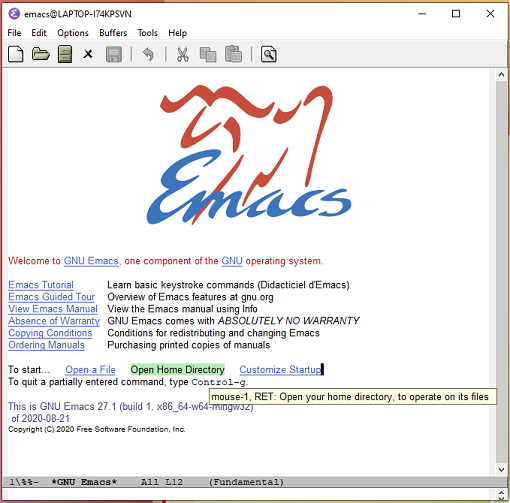 emacs@LAPTOP-I74KPSVN
File Edit Options Buffers Tools Help
Emacs
Welcome to GNU Emacs, one component of the GNU operating system.
Emacs Tutorial Learn basic keystroke commands (Didacticiel d'Emacs)
Emacs Guided Tour Overview of Emacs features at gnu.org
View Emacs Manual View the Emacs manual using Info
Absence of Warranty GNU Emacs comes with ABSOLUTELY NO WARRANTY
Copying Conditions Conditions for redistributing and changing Emacs
Ordering Manuals Purchasing printed copies of manuals
To start... Open a File Open Home Directory Customize Startup
To quit a partially entered command, type Control-g.
mouse-1, RET: Open your home directory, to operate on its files
This is GNU Emacs 27.1 (build 1, x86_64-w64-mingw32)
of 2020-08-21
Copyright (C) 2020 Free Software Foundation, Inc.
1\%%- *GNU Emacs* All L12 (Fundamental)